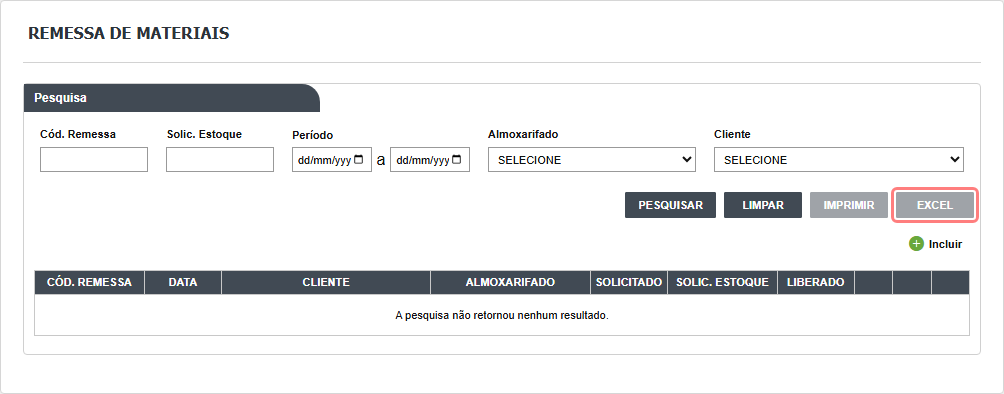 REMESSA DE MATERIAIS
Pesquisa
Cód. Remessa Solic. Estoque Período Almoxarifado Cliente
dd/mm/yyy a dd/mm/yyy SELECIONE SELECIONE
PESQUISAR LIMPAR IMPRIMIR EXCEL
Incluir
CÓD. REMESSA DATA CLIENTE ALMOXARIFADO SOLICITADO SOLIC. ESTOQUE LIBERADO
A pesquisa não retornou nenhum resultado.